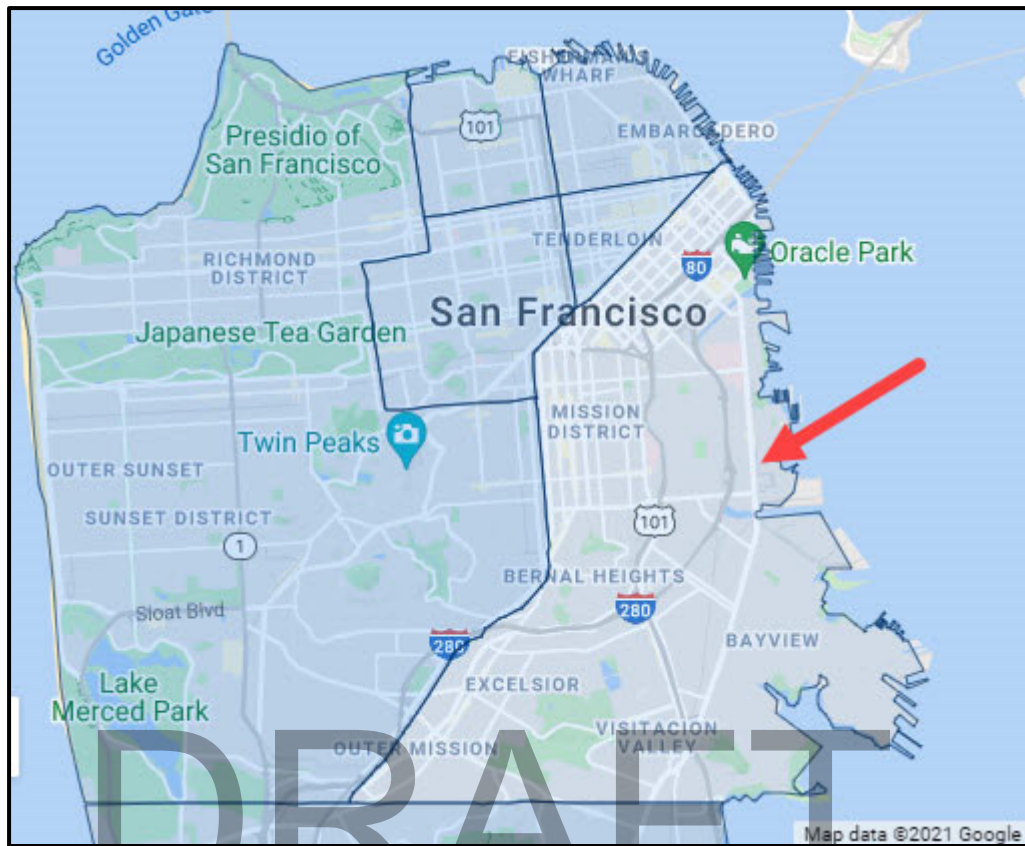 Golden Gat
FISHERMAN'S
WHARF
101
EMBARCADERO
Presidio of
San Francisco
TENDERLOIN
RICHMOND
DISTRICT
80
Oracle Park
San Francisco
Japanese Tea Garden
MISSION
DISTRICT
Twin Peaks
OUTER SUNSET
SUNSET DISTRICT
101
1
BERNAL HEIGHTS
Sloat Blvd
280
280
BAYVIEW
EXCELSIOR
Lake
Merced Park
VISITACION
VALLEY
OUTER MISSION
DRAFT
Map data ©2021 Google